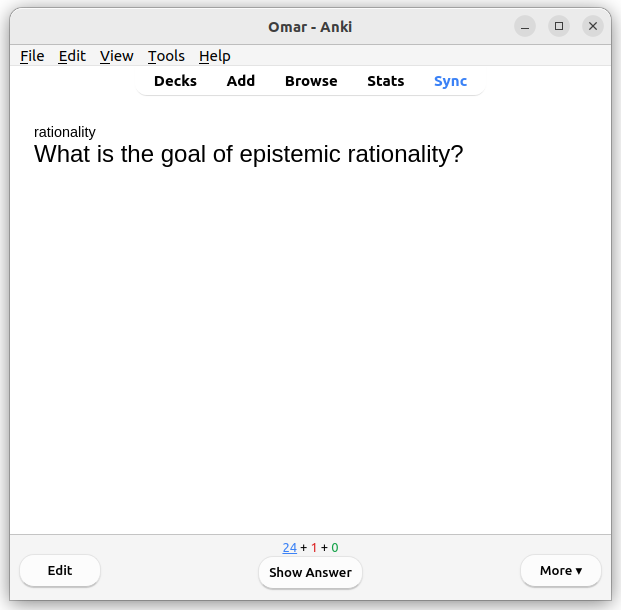 Omar - Anki
File Edit View Tools Help
Decks Add Browse Stats Sync
rationality
What is the goal of epistemic rationality?
24 + 1 + 0
Edit Show Answer More ▾